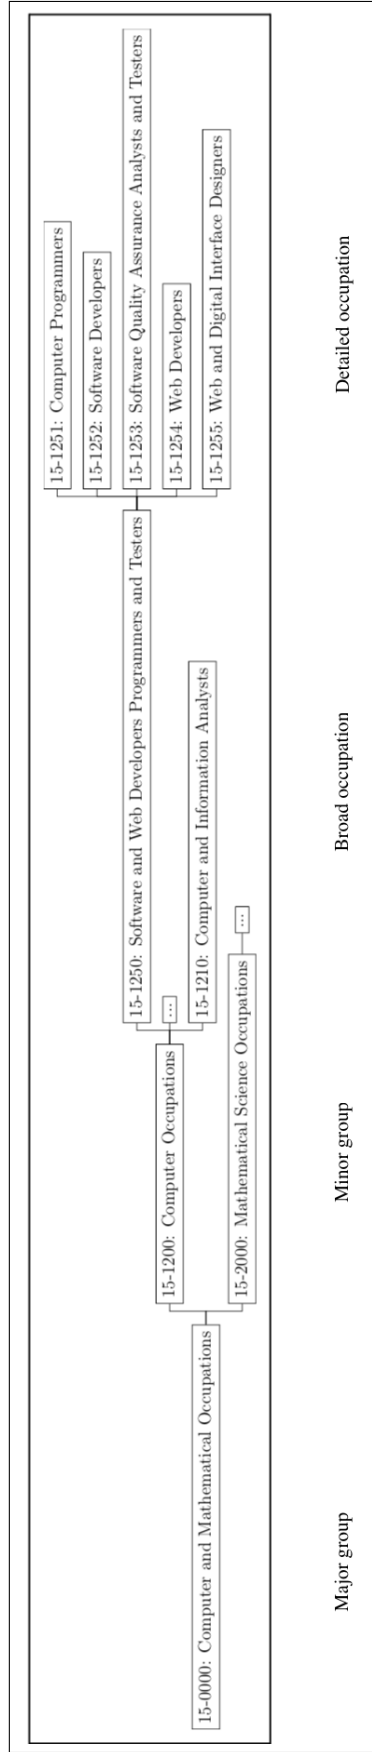 15-0000: Computer and Mathematical Occupations
15-1200: Computer Occupations
15-2000: Mathematical Science Occupations
15-1250: Software and Web Developers Programmers and Testers
...
15-1210: Computer and Information Analysts
...
15-1251: Computer Programmers
15-1252: Software Developers
15-1253: Software Quality Assurance Analysts and Testers
15-1254: Web Developers
15-1255: Web and Digital Interface Designers
Major group
Minor group
Broad occupation
Detailed occupation